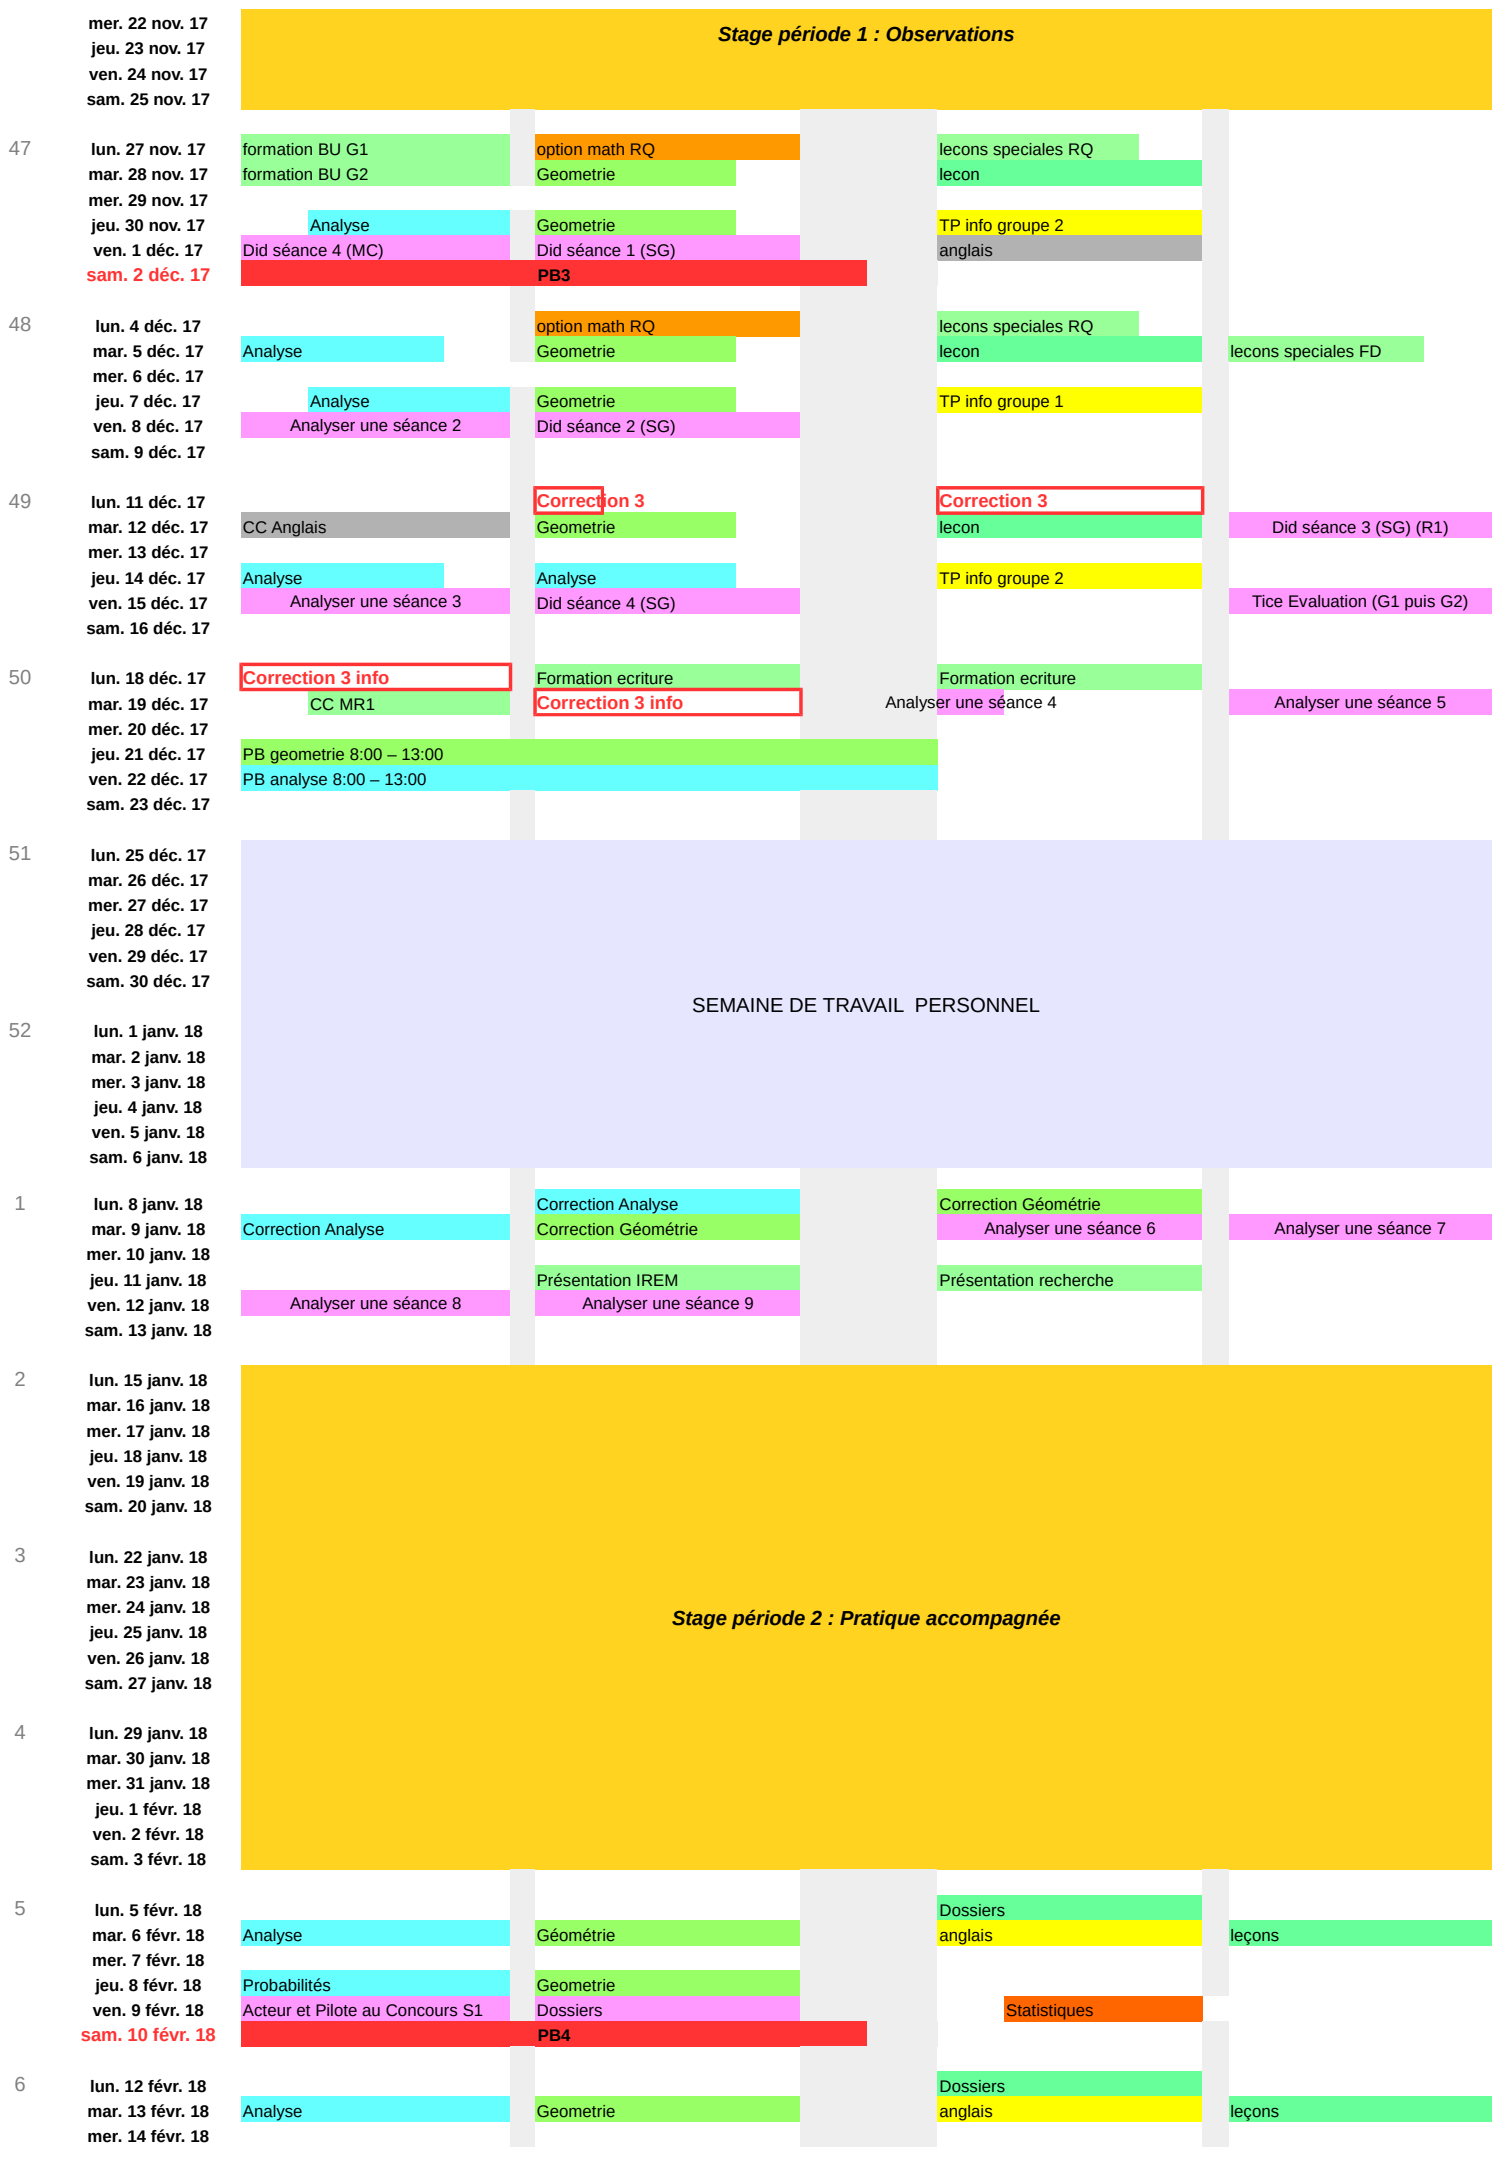 mer. 22 nov. 17
Stage période 1 : Observations
jeu. 23 nov. 17
ven. 24 nov. 17
sam. 25 nov. 17
47 lun. 27 nov. 17 formation BU G1 option math RQ lecons speciales RQ
mar. 28 nov. 17 formation BU G2 Geometrie lecon
mer. 29 nov. 17
jeu. 30 nov. 17 Analyse Geometrie TP info groupe 2
ven. 1 déc. 17 Did séance 4 (MC) Did séance 1 (SG) anglais
sam. 2 déc. 17 PB3
48 lun. 4 déc. 17 option math RQ lecons speciales RQ
mar. 5 déc. 17 Analyse Geometrie lecon lecons speciales FD
mer. 6 déc. 17
jeu. 7 déc. 17 Analyse Geometrie TP info groupe 1
ven. 8 déc. 17 Analyser une séance 2 Did séance 2 (SG)
sam. 9 déc. 17
49 lun. 11 déc. 17 Correction 3 Correction 3
mar. 12 déc. 17 CC Anglais Geometrie lecon Did séance 3 (SG) (R1)
mer. 13 déc. 17
jeu. 14 déc. 17 Analyse Analyse TP info groupe 2
ven. 15 déc. 17 Analyser une séance 3 Did séance 4 (SG) Tice Evaluation (G1 puis G2)
sam. 16 déc. 17
50 lun. 18 déc. 17 Correction 3 info Formation ecriture Formation ecriture
mar. 19 déc. 17 CC MR1 Correction 3 info Analyser une séance 4 Analyser une séance 5
mer. 20 déc. 17
jeu. 21 déc. 17 PB geometrie 8:00 – 13:00
ven. 22 déc. 17 PB analyse 8:00 – 13:00
sam. 23 déc. 17
51 lun. 25 déc. 17
mar. 26 déc. 17
mer. 27 déc. 17
jeu. 28 déc. 17
ven. 29 déc. 17
sam. 30 déc. 17
SEMAINE DE TRAVAIL PERSONNEL
52 lun. 1 janv. 18
mar. 2 janv. 18
mer. 3 janv. 18
jeu. 4 janv. 18
ven. 5 janv. 18
sam. 6 janv. 18
1 lun. 8 janv. 18 Correction Analyse Correction Géométrie
mar. 9 janv. 18 Correction Analyse Correction Géométrie Analyser une séance 6 Analyser une séance 7
mer. 10 janv. 18
jeu. 11 janv. 18 Présentation IREM Présentation recherche
ven. 12 janv. 18 Analyser une séance 8 Analyser une séance 9
sam. 13 janv. 18
2 lun. 15 janv. 18
mar. 16 janv. 18
mer. 17 janv. 18
jeu. 18 janv. 18
ven. 19 janv. 18
sam. 20 janv. 18
3 lun. 22 janv. 18
mar. 23 janv. 18
mer. 24 janv. 18
Stage période 2 : Pratique accompagnée
jeu. 25 janv. 18
ven. 26 janv. 18
sam. 27 janv. 18
4 lun. 29 janv. 18
mar. 30 janv. 18
mer. 31 janv. 18
jeu. 1 févr. 18
ven. 2 févr. 18
sam. 3 févr. 18
5 lun. 5 févr. 18 Dossiers
mar. 6 févr. 18 Analyse Géométrie anglais leçons
mer. 7 févr. 18
jeu. 8 févr. 18 Probabilités Geometrie
ven. 9 févr. 18 Acteur et Pilote au Concours S1 Dossiers Statistiques
sam. 10 févr. 18 PB4
6 lun. 12 févr. 18 Dossiers
mar. 13 févr. 18 Analyse Geometrie anglais leçons
mer. 14 févr. 18